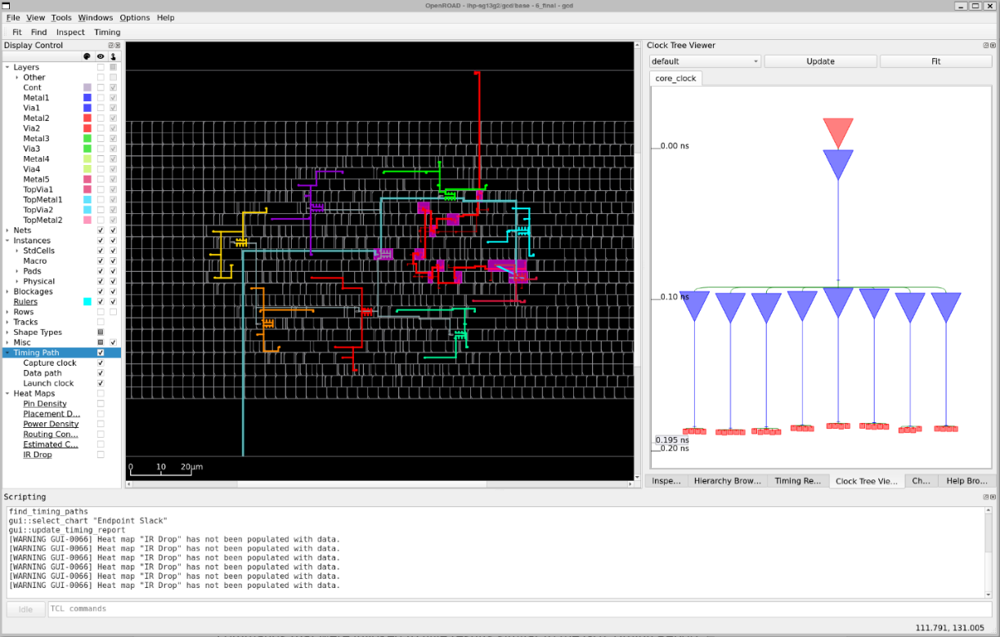 OpenROAD - ihp-sg13g2/gcd/base - 6_final - gcd
File View Tools Windows Options Help
Fit Find Inspect Timing
Display Control
Layers
Other
Cont
Metal1
Via1
Metal2
Via2
Metal3
Via3
Metal4
Via4
Metal5
TopVia1
TopMetal1
TopVia2
TopMetal2
Nets
Instances
StdCells
Macro
Pads
Physical
Blockages
Rulers
Rows
Tracks
Shape Types
Misc
Timing Path
Capture clock
Data path
Launch clock
Heat Maps
Pin Density
Placement D...
Power Density
Routing Con...
Estimated C...
IR Drop
0 10 20μm
Clock Tree Viewer
default Update Fit
core_clock
0.00 ns
0.10 ns
0.195 ns
0.20 ns
Inspe... Hierarchy Brow... Timing Re... Clock Tree Vie... Ch... Help Bro...
Scripting
find_timing_paths
gui::select_chart "Endpoint Slack"
gui::update_timing_report
[WARNING GUI-0066] Heat map "IR Drop" has not been populated with data.
[WARNING GUI-0066] Heat map "IR Drop" has not been populated with data.
[WARNING GUI-0066] Heat map "IR Drop" has not been populated with data.
[WARNING GUI-0066] Heat map "IR Drop" has not been populated with data.
[WARNING GUI-0066] Heat map "IR Drop" has not been populated with data.
[WARNING GUI-0066] Heat map "IR Drop" has not been populated with data.
Idle TCL commands
111.791, 131.005